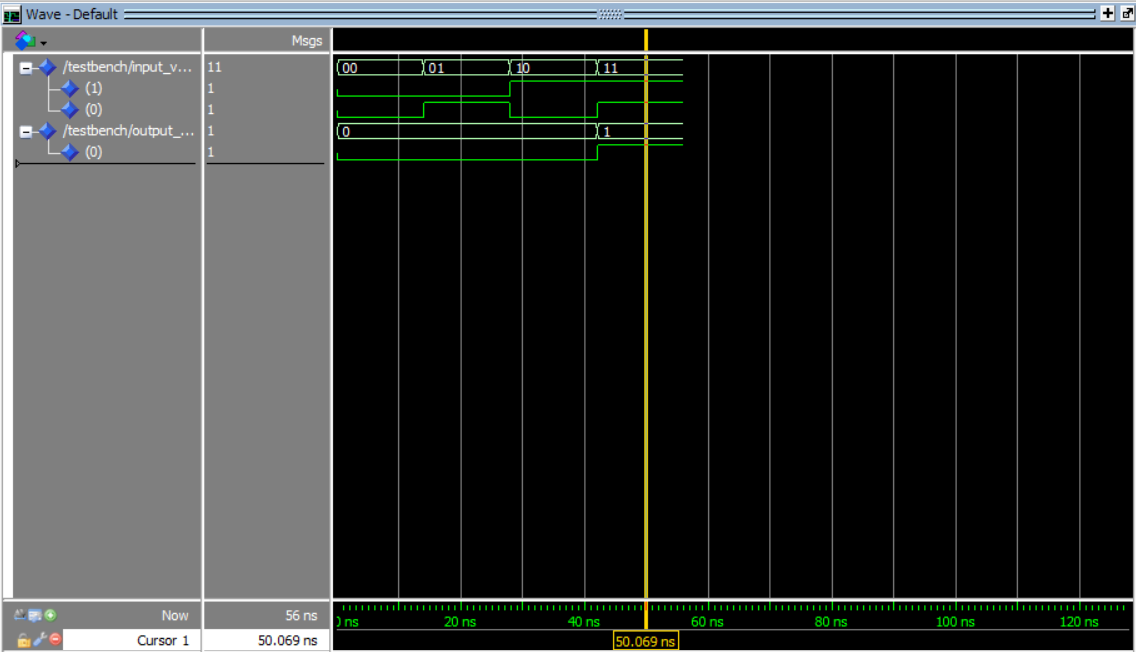 Wave - Default
Msgs
/testbench/input_v... 11 00 01 10 11
(1) 1
(0) 1
/testbench/output_... 1 0 1
(0) 1
Now 56 ns
ns 20 ns 40 ns 60 ns 80 ns 100 ns 120 ns
Cursor 1 50.069 ns 50.069 ns